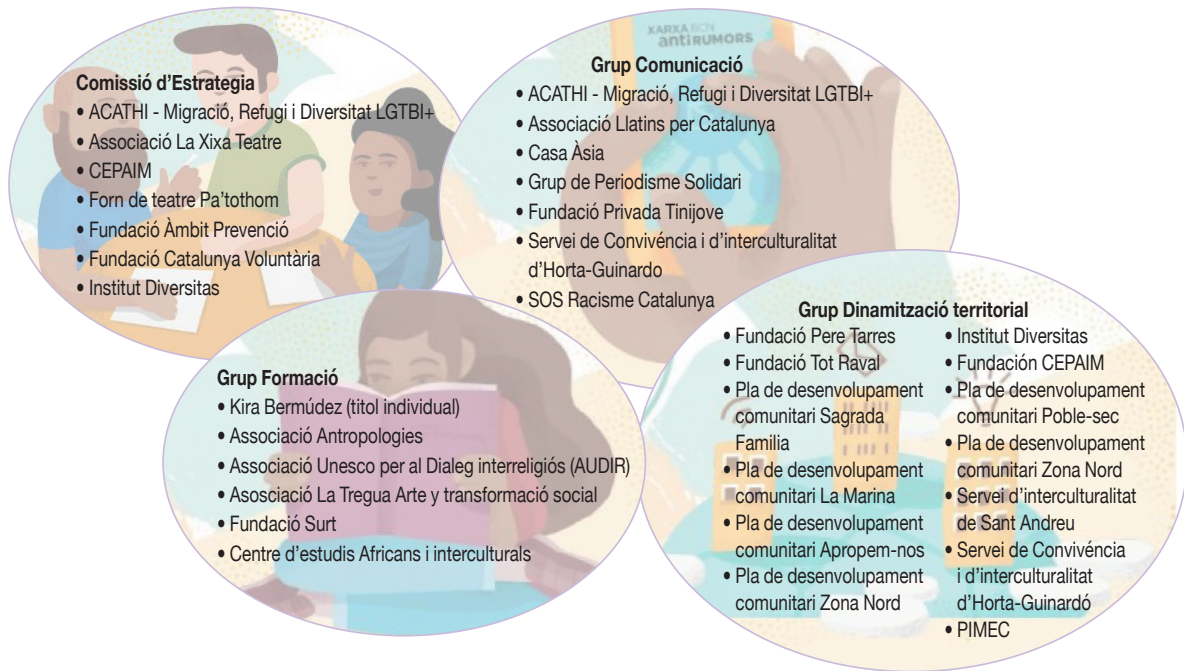 Comissió d'Estrategia
• ACATHI - Migració, Refugi i Diversitat LGTBI+
• Associació La Xixa Teatre
• CEPAIM
• Forn de teatre Pa'tothom
• Fundació Àmbit Prevenció
• Fundació Catalunya Voluntària
• Institut Diversitas
XARXA BCN
antiRUMORS
Grup Comunicació
• ACATHI - Migració, Refugi i Diversitat LGTBI+
• Associació Llatins per Catalunya
• Casa Àsia
• Grup de Periodisme Solidari
• Fundació Privada Tinijove
• Servei de Convivéncia i d'interculturalitat
d'Horta-Guinardo
• SOS Racisme Catalunya
Grup Formació
• Kira Bermúdez (titol individual)
• Associació Antropologies
• Associació Unesco per al Dialeg interreligiós (AUDIR)
• Asosciació La Tregua Arte y transformació social
• Fundació Surt
• Centre d'estudis Africans i interculturals
Grup Dinamització territorial
• Fundació Pere Tarres
• Fundació Tot Raval
• Pla de desenvolupament
comunitari Sagrada
Familia
• Pla de desenvolupament
comunitari La Marina
• Pla de desenvolupament
comunitari Apropem-nos
• Pla de desenvolupament
comunitari Zona Nord
• Institut Diversitas
• Fundación CEPAIM
• Pla de desenvolupament
comunitari Poble-sec
• Pla de desenvolupament
comunitari Zona Nord
• Servei d'interculturalitat
de Sant Andreu
• Servei de Convivéncia
i d'interculturalitat
d'Horta-Guinardó
• PIMEC